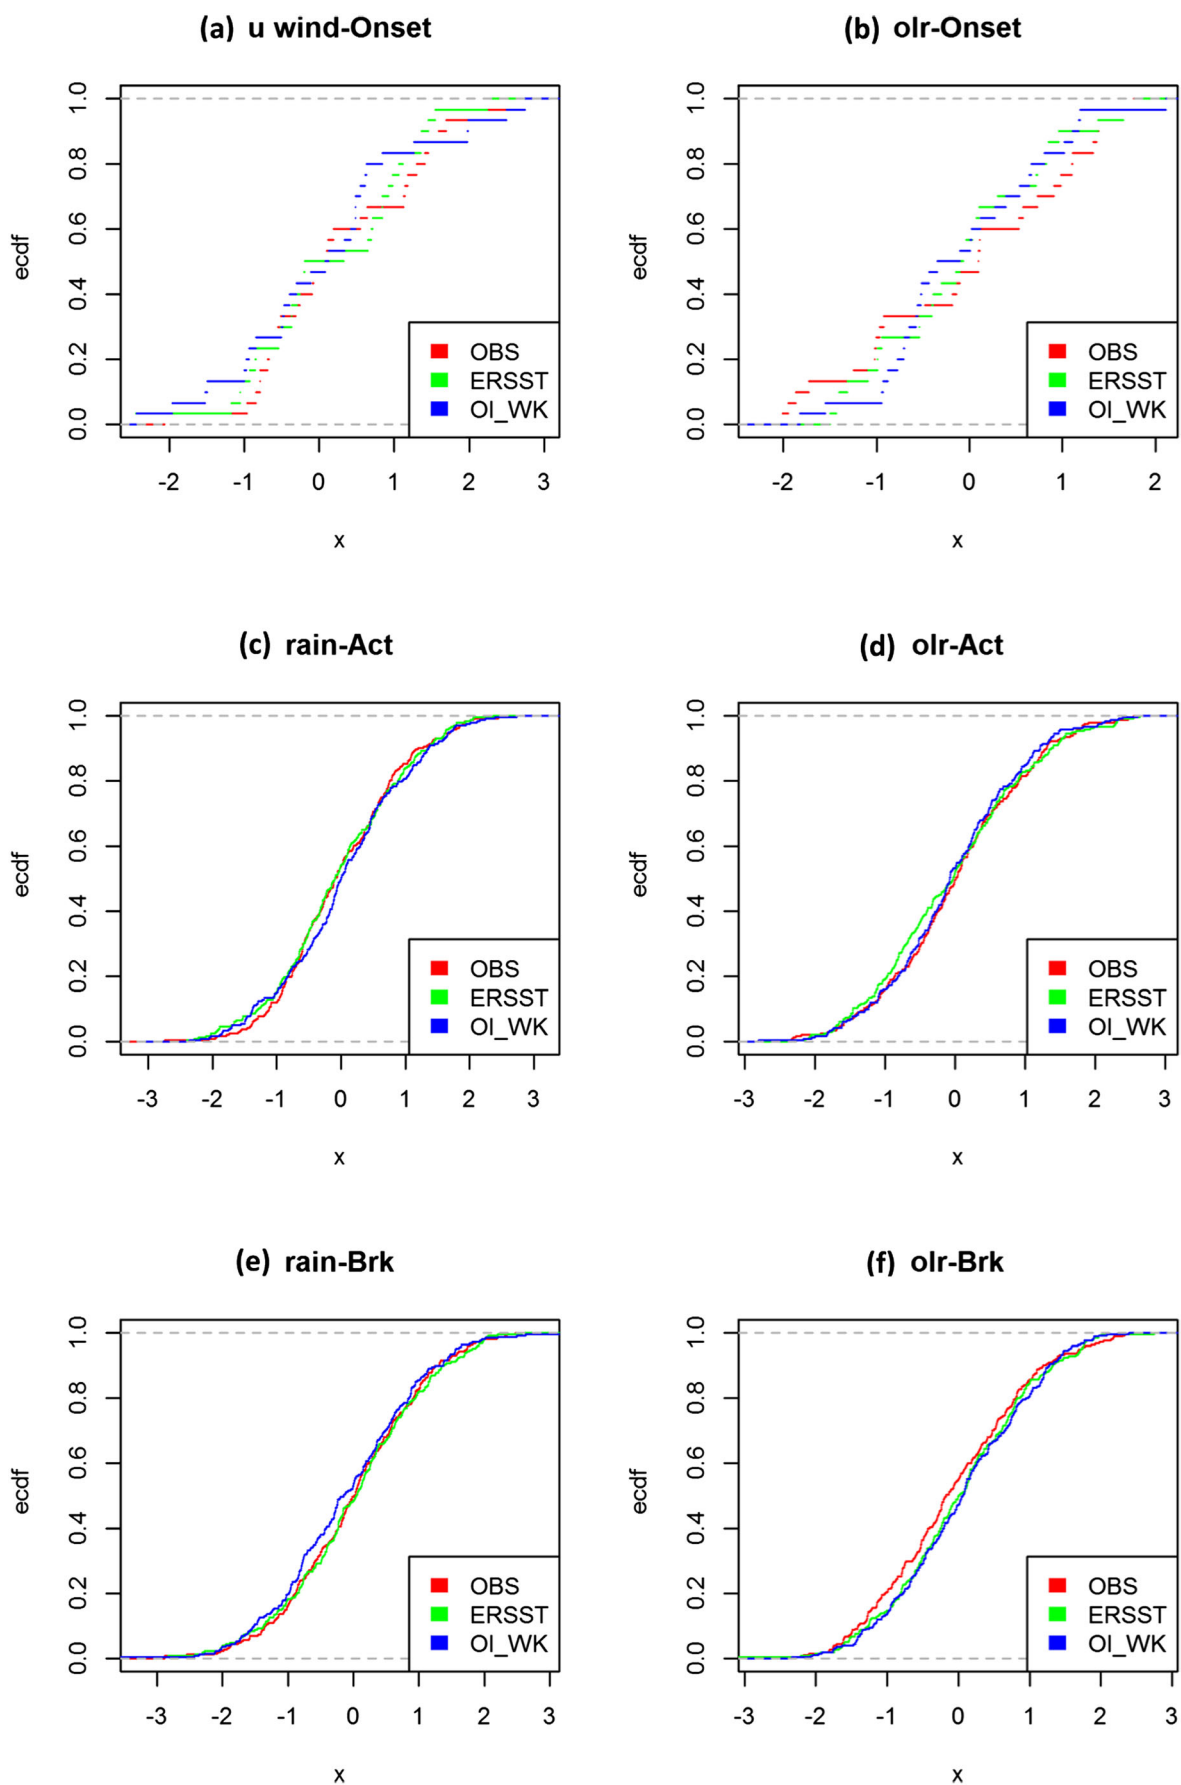 (a) u wind-Onset
ecdf
0.0 0.2 0.4 0.6 0.8 1.0
OBS
ERSST
OI_WK
-2 -1 0 1 2 3
x
(b) olr-Onset
ecdf
0.0 0.2 0.4 0.6 0.8 1.0
OBS
ERSST
OI_WK
-2 -1 0 1 2
x
(c) rain-Act
ecdf
0.0 0.2 0.4 0.6 0.8 1.0
OBS
ERSST
OI_WK
-3 -2 -1 0 1 2 3
x
(d) olr-Act
ecdf
0.0 0.2 0.4 0.6 0.8 1.0
OBS
ERSST
OI_WK
-3 -2 -1 0 1 2 3
x
(e) rain-Brk
ecdf
0.0 0.2 0.4 0.6 0.8 1.0
OBS
ERSST
OI_WK
-3 -2 -1 0 1 2 3
x
(f) olr-Brk
ecdf
0.0 0.2 0.4 0.6 0.8 1.0
OBS
ERSST
OI_WK
-3 -2 -1 0 1 2 3
x